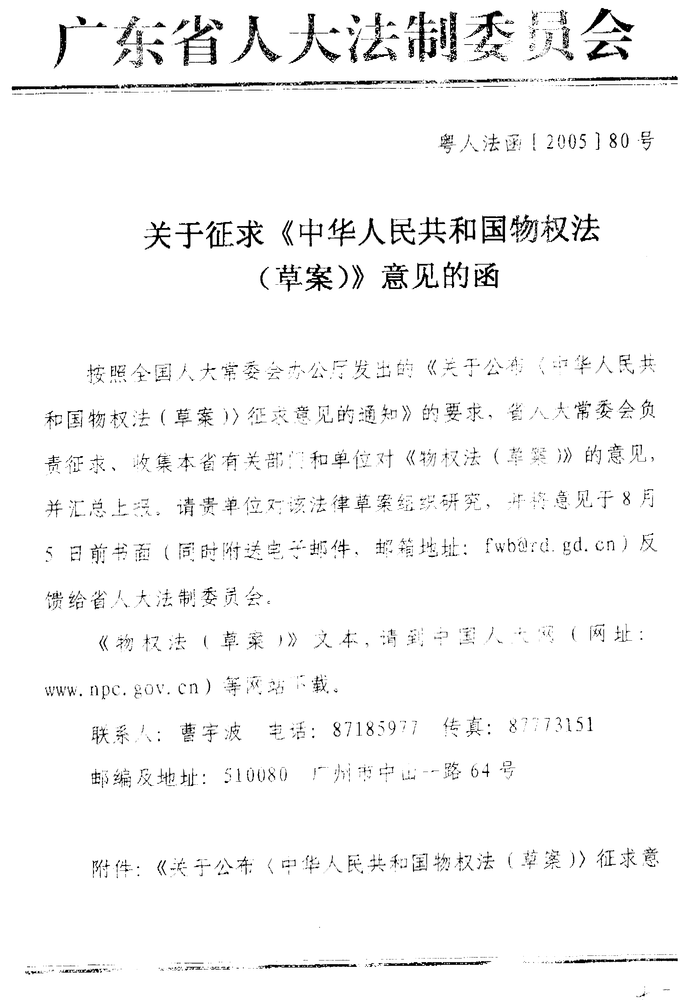 广东省人大法制委员会
粤人法函[2005]80号
关于征求《中华人民共和国物权法
（草案）》意见的函
按照全国人大常委会办公厅发出的《关于公布〈中华人民共
和国物权法（草案）〉征求意见的通知》的要求，省人大常委会负
责征求、收集本省有关部门和单位对《物权法（草案）》的意见，
并汇总上报。请贵单位对该法律草案组织研究，并将意见于8月
5日前书面（同时附送电子邮件，邮箱地址：fwb@rd.gd.cn）反
馈给省人大法制委员会。
《物权法（草案）》文本，请到中国人大网（网址：
www.npc.gov.cn）等网站下载。
联系人：曹宇波 电话：87185977 传真：87773151
邮编及地址：510080 广州市中山一路64号
附件：《关于公布〈中华人民共和国物权法（草案）〉征求意